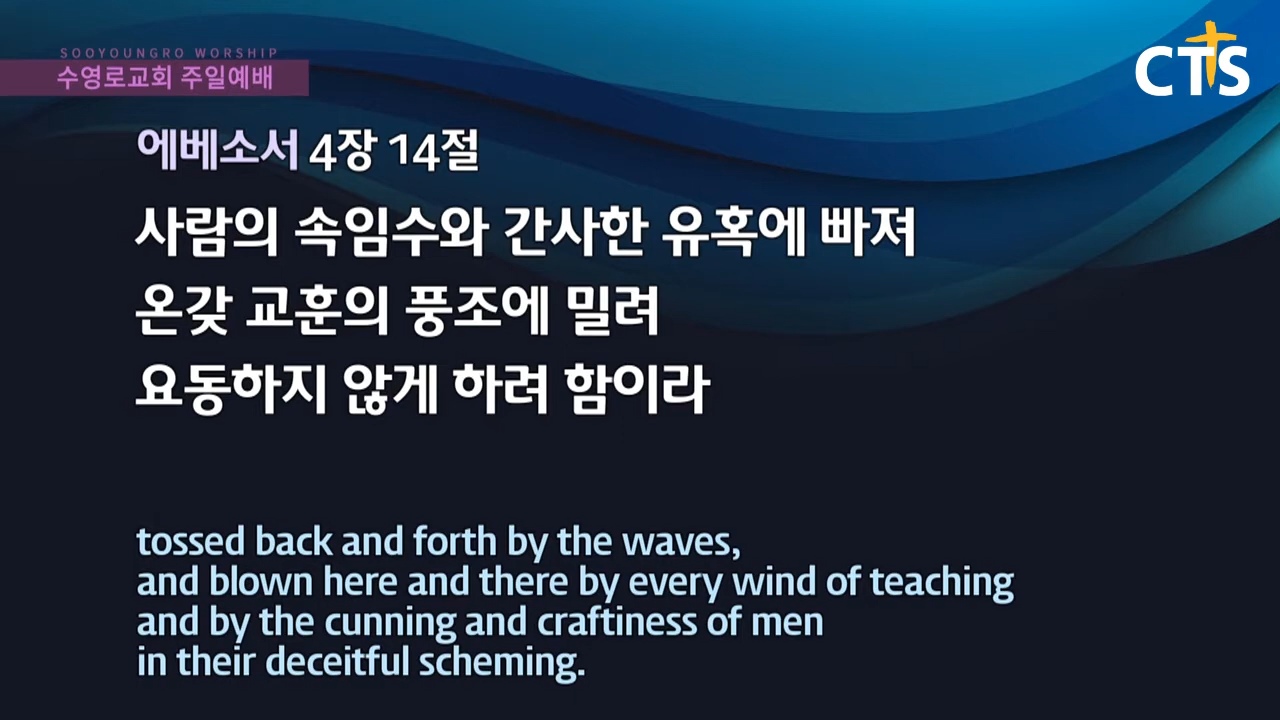 SOOYOUNGRO WORSHIP
수영로교회 주일예배
CTS
에베소서 4장 14절
사람의 속임수와 간사한 유혹에 빠져
온갖 교훈의 풍조에 밀려
요동하지 않게 하려 함이라
tossed back and forth by the waves,
and blown here and there by every wind of teaching
and by the cunning and craftiness of men
in their deceitful scheming.